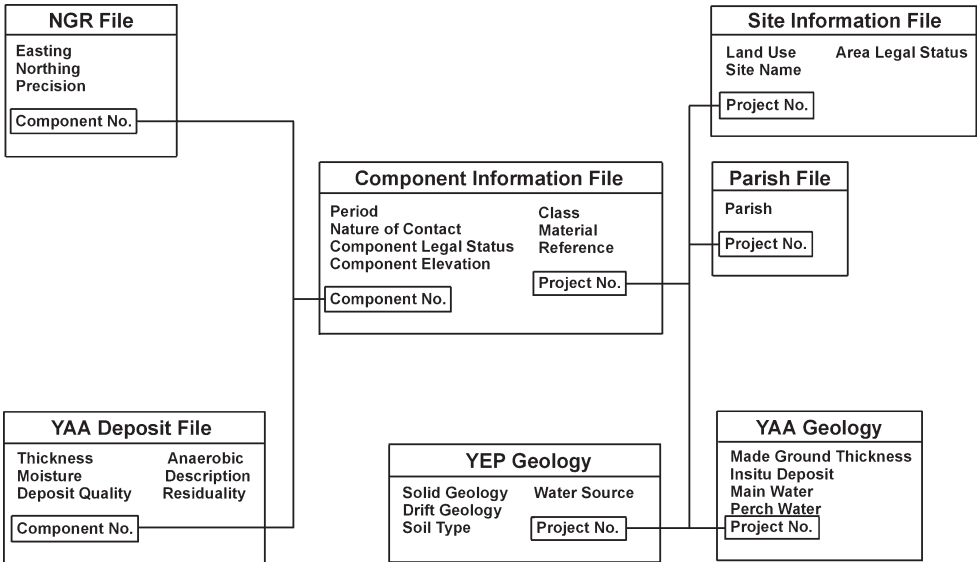 NGR File
Easting
Northing
Precision
Component No.
Site Information File
Land Use
Site Name
Area Legal Status
Project No.
Component Information File
Period
Nature of Contact
Component Legal Status
Component Elevation
Component No.
Class
Material
Reference
Project No.
Parish File
Parish
Project No.
YAA Deposit File
Thickness
Moisture
Deposit Quality
Anaerobic
Description
Residuality
Component No.
YEP Geology
Solid Geology
Drift Geology
Soil Type
Water Source
Project No.
YAA Geology
Made Ground Thickness
Insitu Deposit
Main Water
Perch Water
Project No.